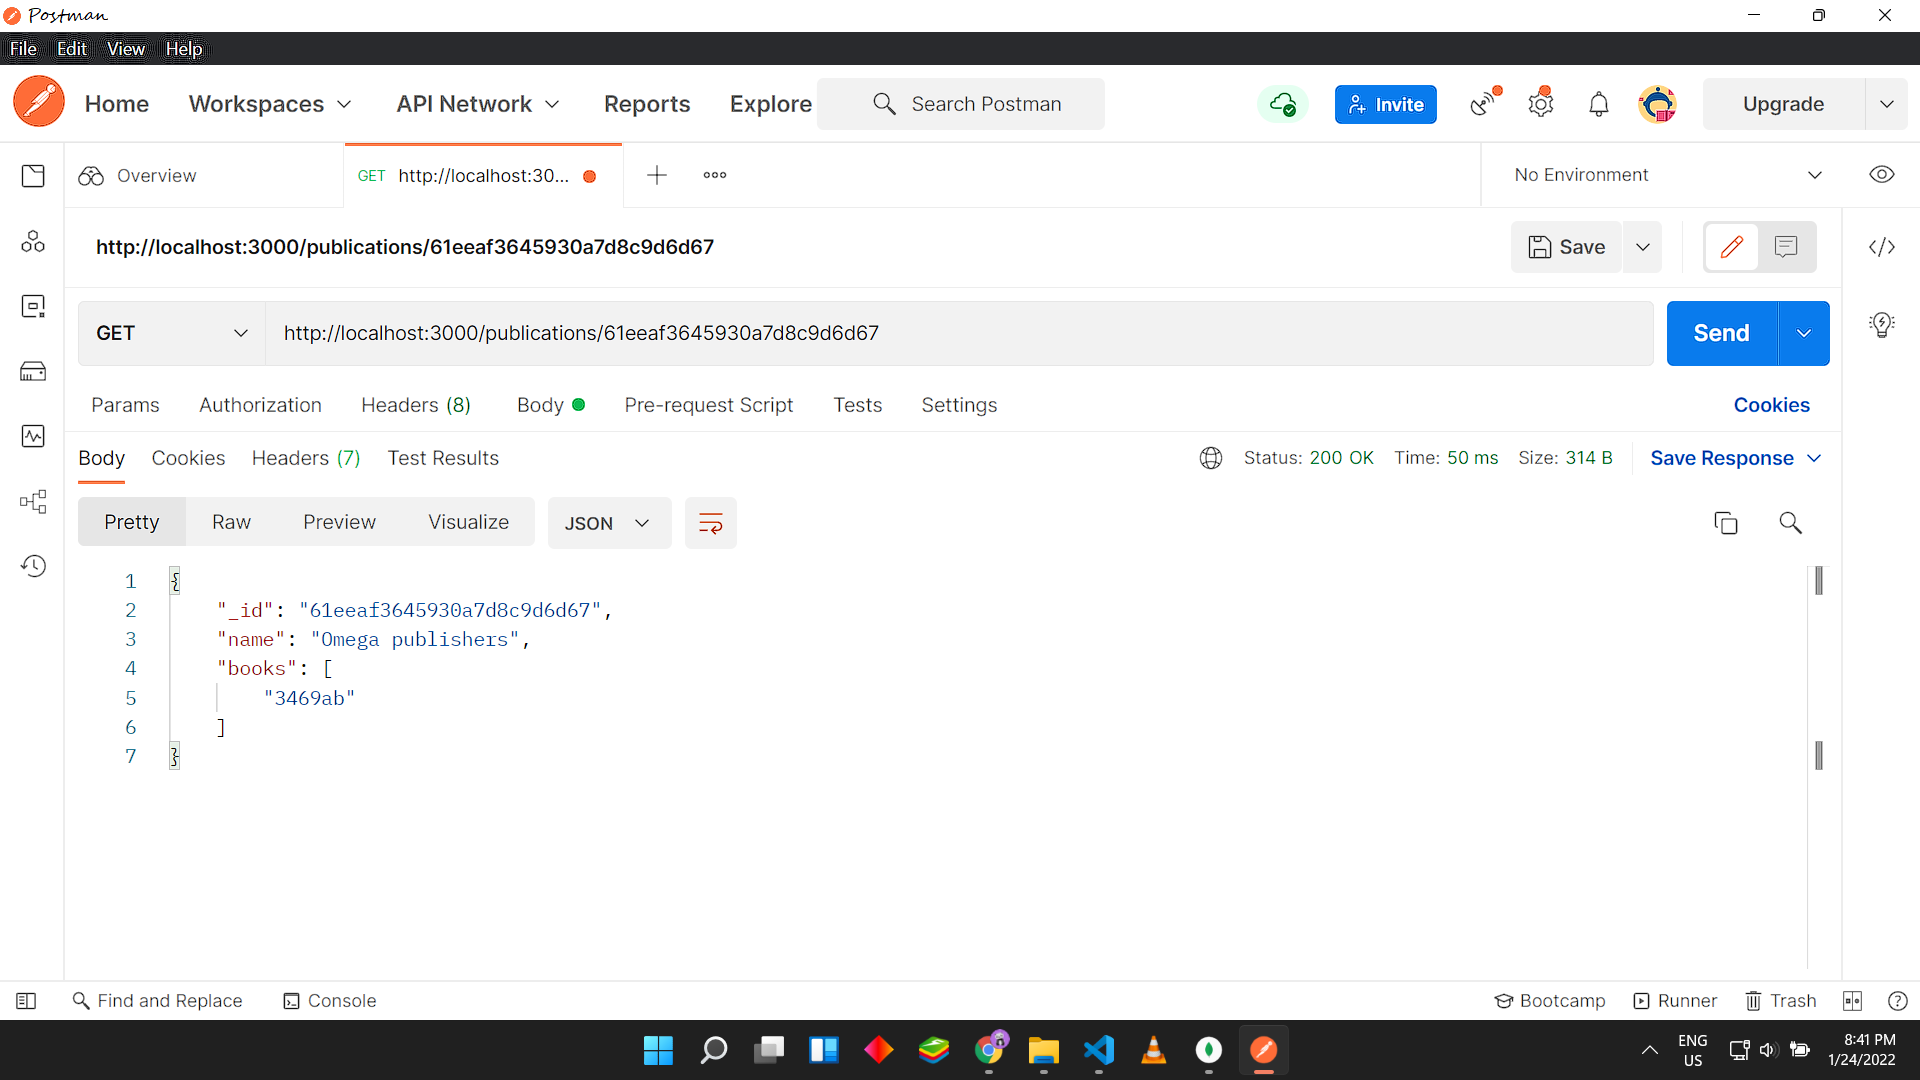 Postman
File Edit View Help
Home Workspaces API Network Reports Explore Search Postman Invite Upgrade
Overview GET http://localhost:30... No Environment
http://localhost:3000/publications/61eeaf3645930a7d8c9d6d67 Save
GET http://localhost:3000/publications/61eeaf3645930a7d8c9d6d67 Send
Params Authorization Headers (8) Body Pre-request Script Tests Settings Cookies
Body Cookies Headers (7) Test Results Status: 200 OK Time: 50 ms Size: 314 B Save Response
Pretty Raw Preview Visualize JSON
1 {
2 "_id": "61eeaf3645930a7d8c9d6d67",
3 "name": "Omega publishers",
4 "books": [
5 "3469ab"
6 ]
7 }
Find and Replace Console Bootcamp Runner Trash
ENG 8:41 PM
US 1/24/2022